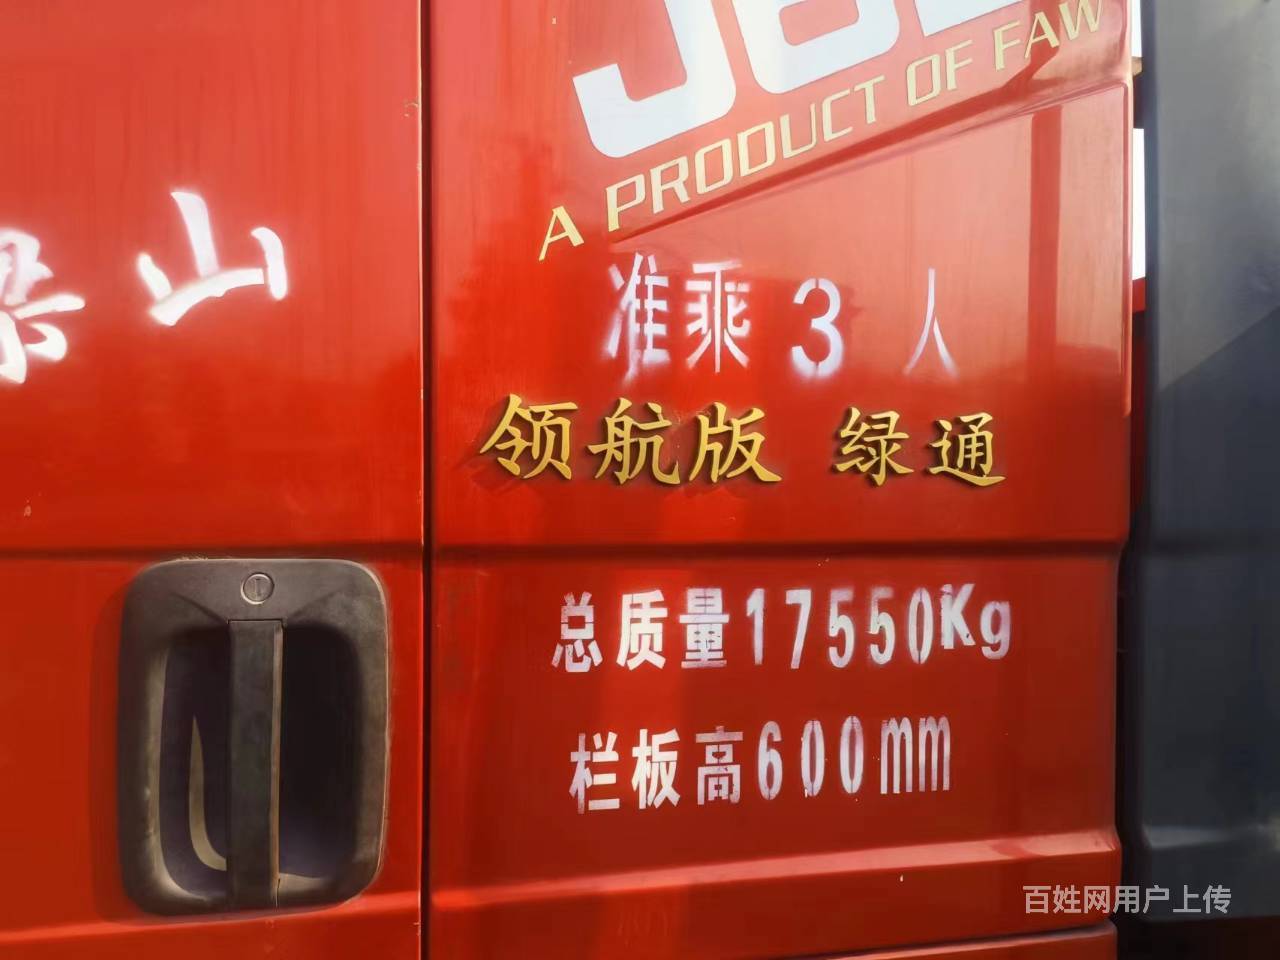 A PRODUCT OF FAW
梁山
准乘3人
领航版 绿通
总质量17550Kg
栏板高600mm
百姓网用户上传